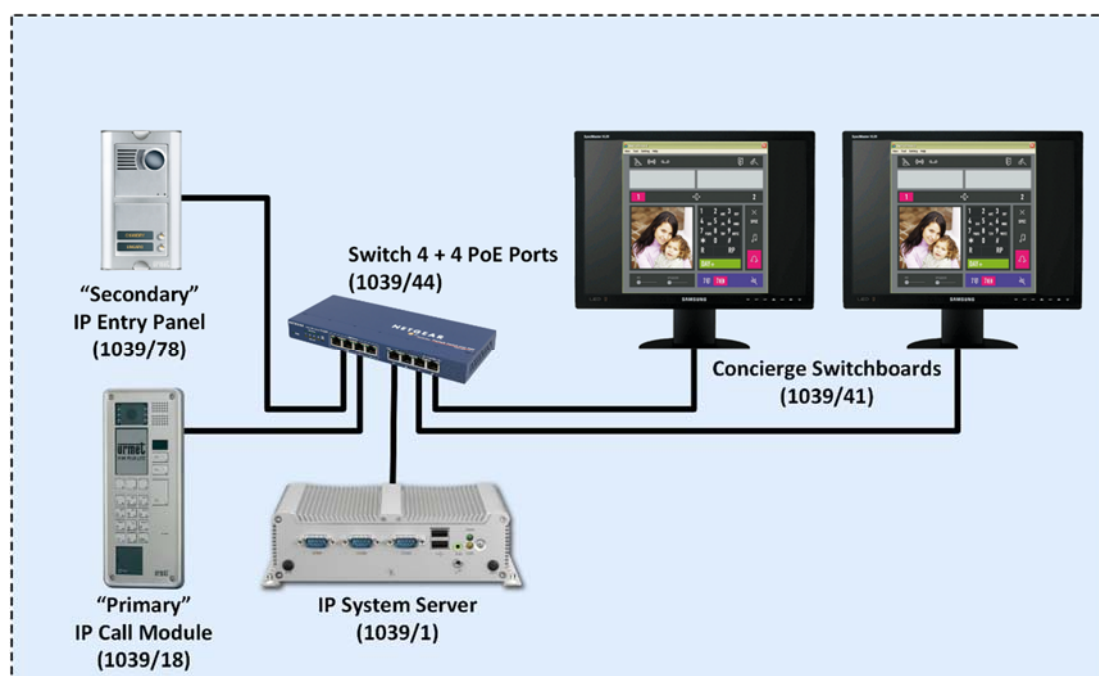 Switch 4 + 4 PoE Ports
(1039/44)
NETGEAR
“Secondary”
IP Entry Panel
(1039/78)
SAMSUNG
SAMSUNG
Concierge Switchboards
(1039/41)
urmet
“Primary”
IP Call Module
(1039/18)
IP System Server
(1039/1)